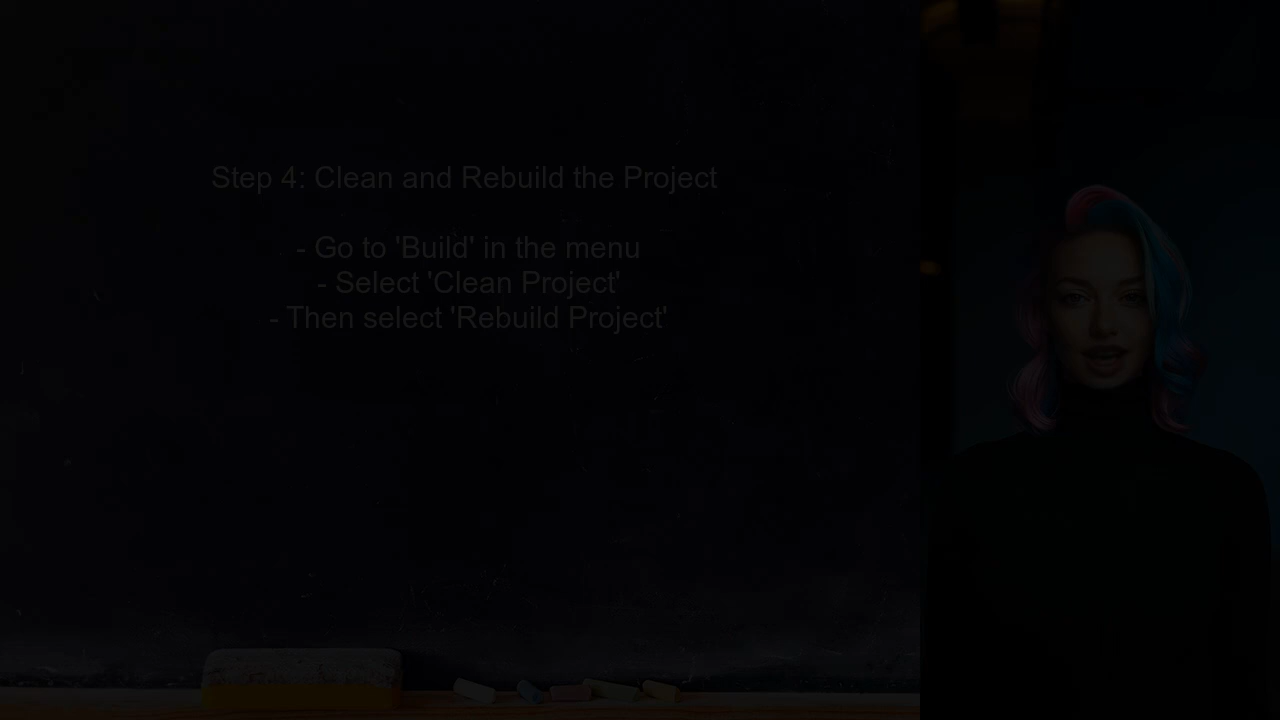 Step 4: Clean and Rebuild the Project
- Go to 'Build' in the menu
- Select 'Clean Project'
- Then select 'Rebuild Project'